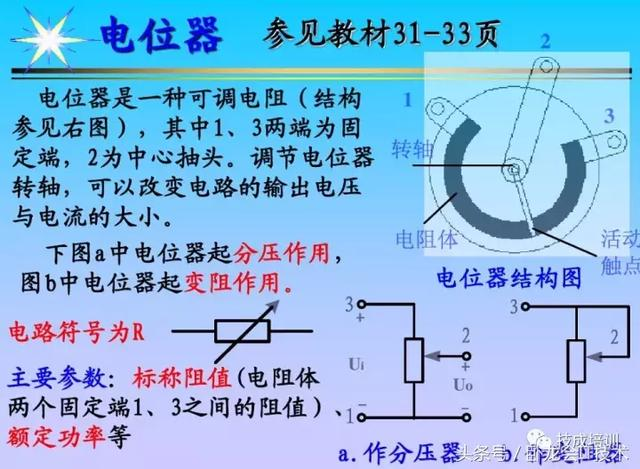 电位器 参见教材31-33页
电位器是一种可调电阻(结构
参见右图),其中1、3两端为固
定端,2为中心抽头。调节电位器
转轴,可以改变电路的输出电压
与电流的大小。
下图a中电位器起分压作用,
图b中电位器起变阻作用。
电路符号为R
主要参数:标称阻值(电阻体
两个固定端1、3之间的阻值)、
额定功率等
1
2
3
转轴
电阻体
活动
触点
电位器结构图
3
+
Ui
2
+
Uo
1
−
−
a.作分压器
3
2
1
b.作变阻器
技成培训